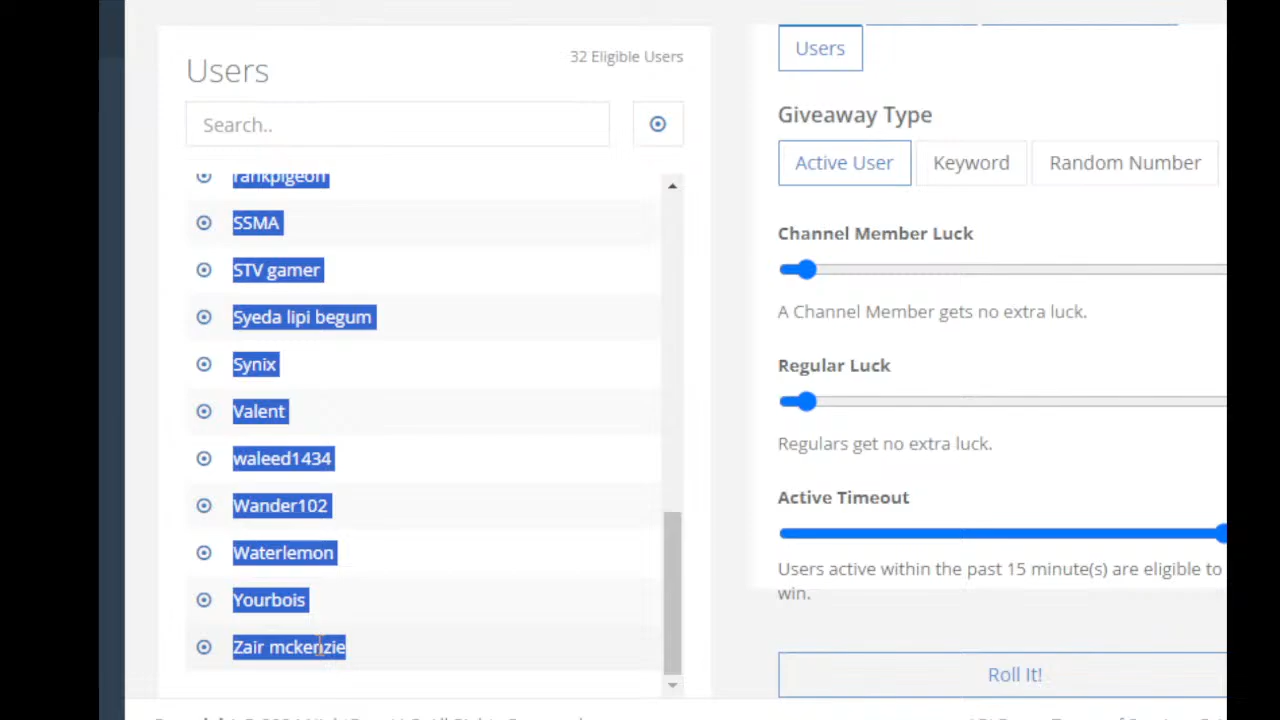 Users
32 Eligible Users
Search..
rankpigeon
SSMA
STV gamer
Syeda lipi begum
Synix
Valent
waleed1434
Wander102
Waterlemon
Yourbois
Zair mckenzie
Users
Giveaway Type
Active User
Keyword
Random Number
Channel Member Luck
A Channel Member gets no extra luck.
Regular Luck
Regulars get no extra luck.
Active Timeout
Users active within the past 15 minute(s) are eligible to
win.
Roll It!